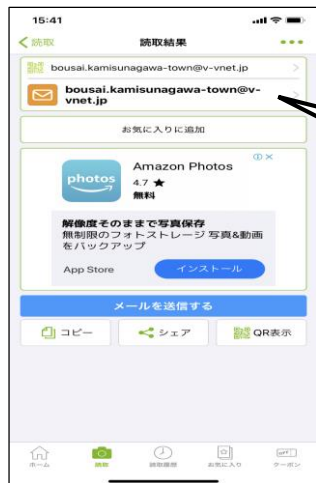 15:41
読取
読取結果
bousai.kamisunagawa-town@v-vnet.jp
bousai.kamisunagawa-town@v-
vnet.jp
お気に入りに追加
photos
Amazon Photos
4.7 ★
無料
解像度そのままで写真保存
無制限のフォトストレージ 写真&動画
をバックアップ
App Store
インストール
メールを送信する
コピー
シェア
QR表示
ホーム
読取
読取履歴
お気に入り
クーポン